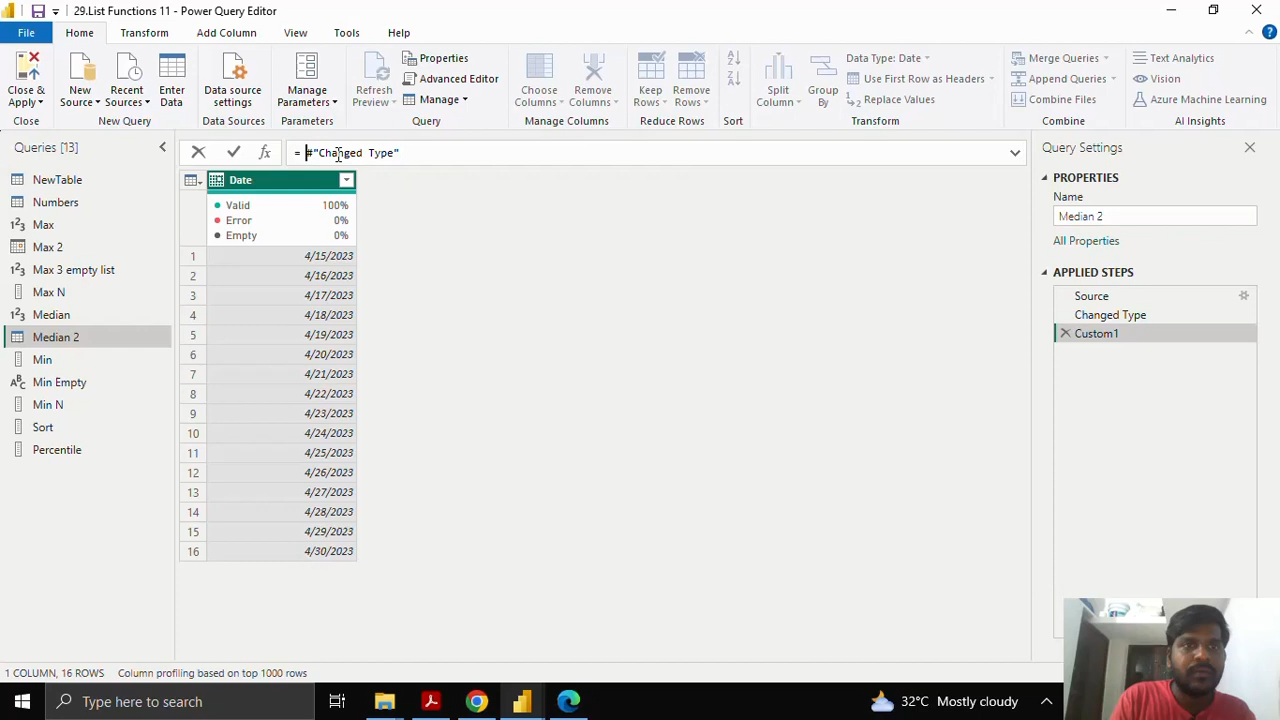 29.List Functions 11 - Power Query Editor
File
Home
Transform
Add Column
View
Tools
Help
Close &
Apply
New
Source
Recent
Sources
Enter
Data
Data source
settings
Manage
Parameters
Refresh
Preview
Properties
Advanced Editor
Manage
Choose
Columns
Remove
Columns
Keep
Rows
Remove
Rows
Split
Column
Group
By
Data Type: Date
Use First Row as Headers
Replace Values
Merge Queries
Append Queries
Combine Files
Text Analytics
Vision
Azure Machine Learning
Close
New Query
Data Sources
Parameters
Query
Manage Columns
Reduce Rows
Sort
Transform
Combine
AI Insights
Queries [13]
NewTable
Numbers
Max
Max 2
Max 3 empty list
Max N
Median
Median 2
Min
Min Empty
Min N
Sort
Percentile
= #"Changed Type"
Date
Valid 100%
Error 0%
Empty 0%
1 4/15/2023
2 4/16/2023
3 4/17/2023
4 4/18/2023
5 4/19/2023
6 4/20/2023
7 4/21/2023
8 4/22/2023
9 4/23/2023
10 4/24/2023
11 4/25/2023
12 4/26/2023
13 4/27/2023
14 4/28/2023
15 4/29/2023
16 4/30/2023
Query Settings
PROPERTIES
Name
Median 2
All Properties
APPLIED STEPS
Source
Changed Type
Custom1
1 COLUMN, 16 ROWS Column profiling based on top 1000 rows
Type here to search
32°C Mostly cloudy